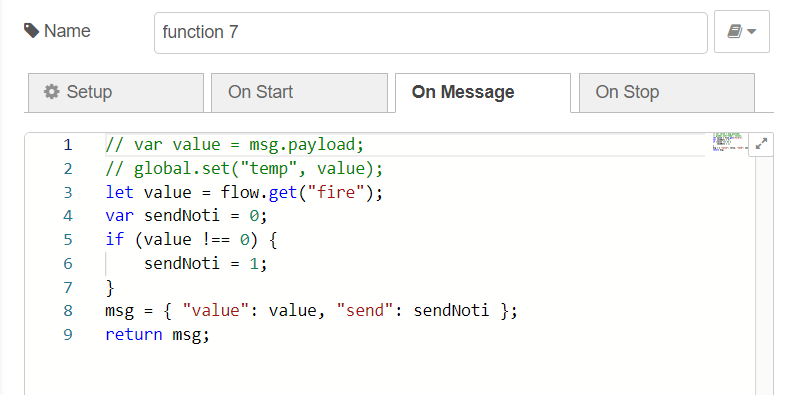 Name
function 7
Setup
On Start
On Message
On Stop
1 // var value = msg.payload;
2 // global.set("temp", value);
3 let value = flow.get("fire");
4 var sendNoti = 0;
5 if (value !== 0) {
6     sendNoti = 1;
7 }
8 msg = { "value": value, "send": sendNoti };
9 return msg;